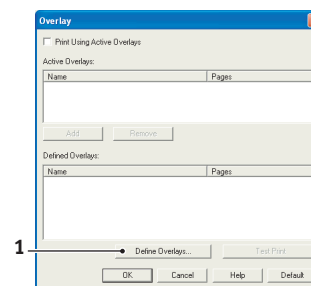 Overlay
Print Using Active Overlays
Active Overlays:
Name Pages
Add Remove
Defined Overlays:
Name Pages
1 Define Overlays... Test Print
OK Cancel Help Default